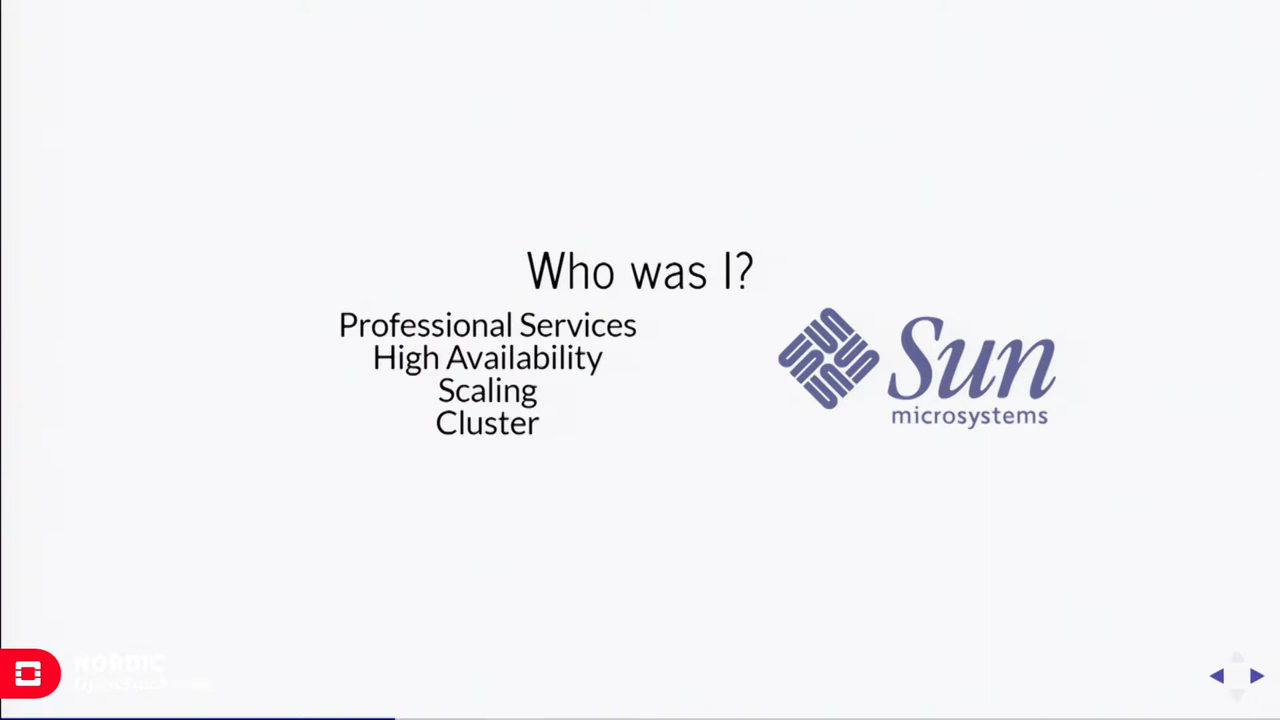 Who was I?
Professional Services
High Availability
Scaling
Cluster
Sun
microsystems
NORDIC